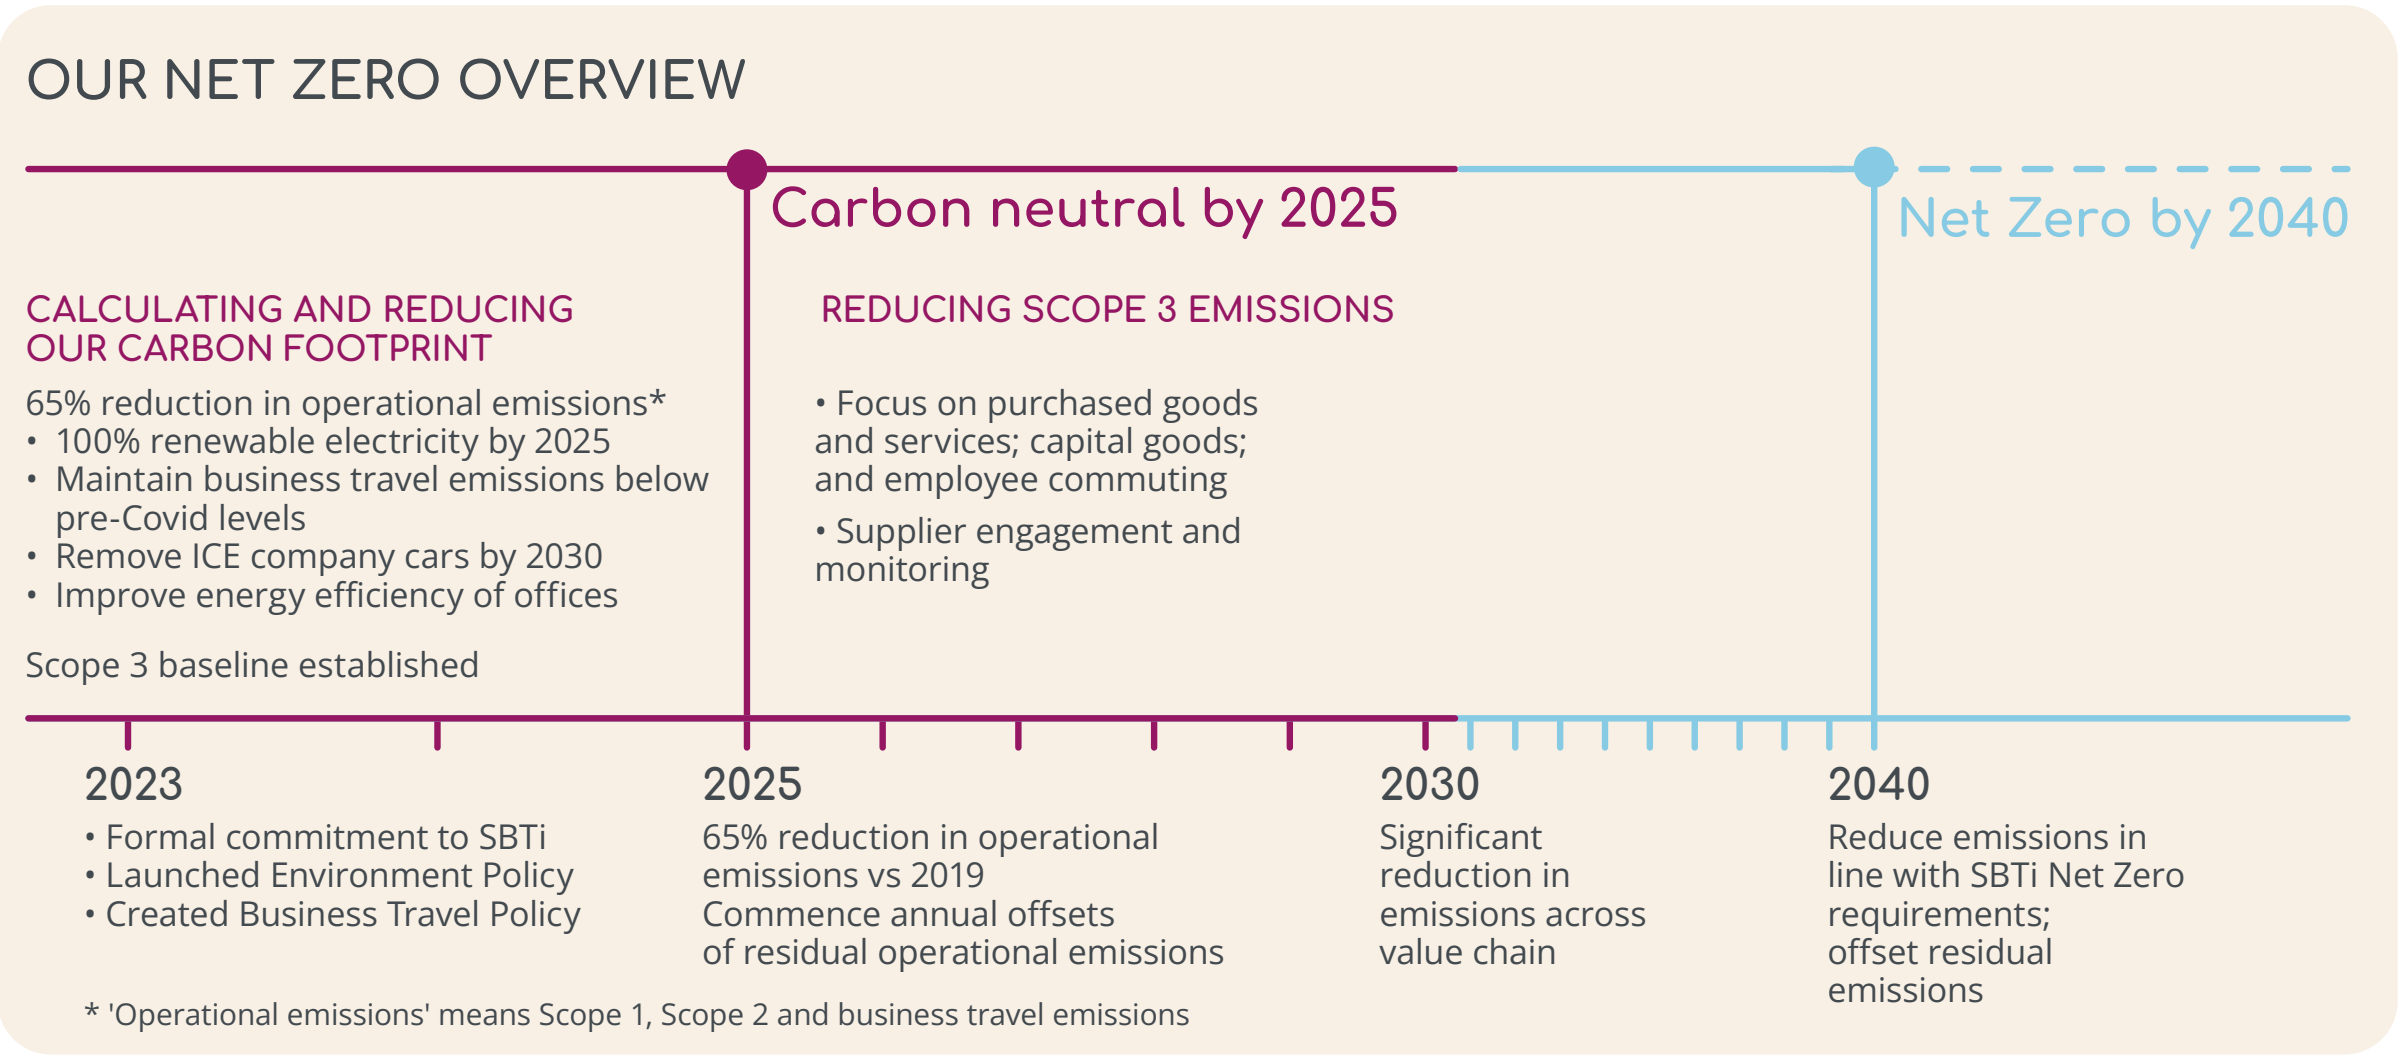 OUR NET ZERO OVERVIEW
Carbon neutral by 2025
Net Zero by 2040
CALCULATING AND REDUCING
OUR CARBON FOOTPRINT
65% reduction in operational emissions*
• 100% renewable electricity by 2025
• Maintain business travel emissions below
pre-Covid levels
• Remove ICE company cars by 2030
• Improve energy efficiency of offices
Scope 3 baseline established
REDUCING SCOPE 3 EMISSIONS
• Focus on purchased goods
and services; capital goods;
and employee commuting
• Supplier engagement and
monitoring
2023
• Formal commitment to SBTi
• Launched Environment Policy
• Created Business Travel Policy
2025
65% reduction in operational
emissions vs 2019
Commence annual offsets
of residual operational emissions
2030
Significant
reduction in
emissions across
value chain
2040
Reduce emissions in
line with SBTi Net Zero
requirements;
offset residual
emissions
* 'Operational emissions' means Scope 1, Scope 2 and business travel emissions